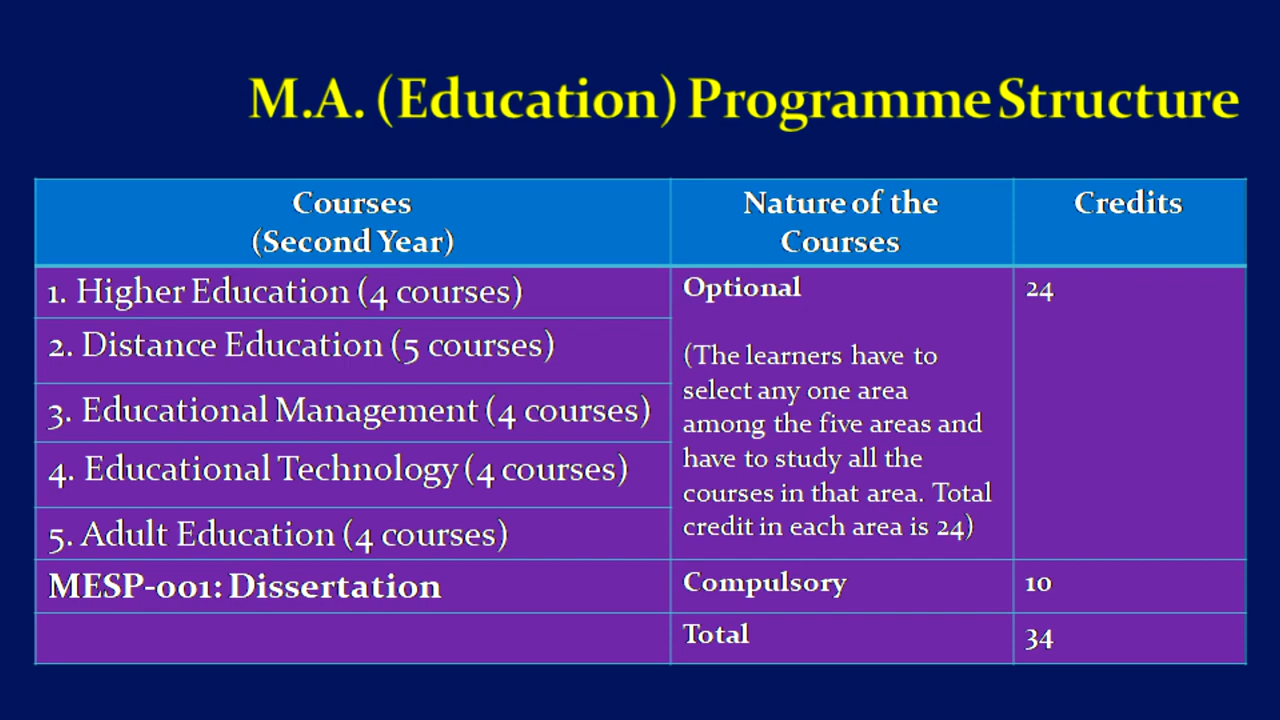 M.A. (Education) Programme Structure
Courses
(Second Year)
Nature of the
Courses
Credits
1. Higher Education (4 courses)
2. Distance Education (5 courses)
3. Educational Management (4 courses)
4. Educational Technology (4 courses)
5. Adult Education (4 courses)
Optional
(The learners have to
select any one area
among the five areas and
have to study all the
courses in that area. Total
credit in each area is 24)
24
MESP-001: Dissertation
Compulsory
10
Total
34